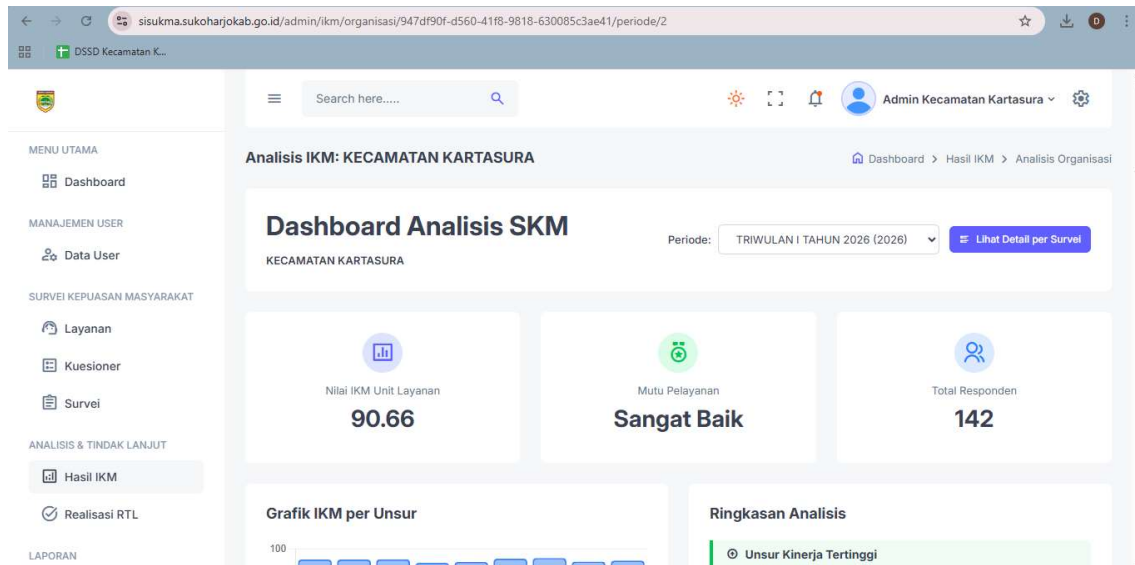 sisukma.sukoharjokab.go.id/admin/ikm/organisasi/947df90f-d560-41f8-9818-630085c3ae41/periode/2
D
DSSD Kecamatan K...
Search here.....
Admin Kecamatan Kartasura
MENU UTAMA
Dashboard
MANAJEMEN USER
Data User
SURVEI KEPUASAN MASYARAKAT
Layanan
Kuesioner
Survei
ANALISIS & TINDAK LANJUT
Hasil IKM
Realisasi RTL
LAPORAN
Analisis IKM: KECAMATAN KARTASURA
Dashboard > Hasil IKM > Analisis Organisasi
Dashboard Analisis SKM
KECAMATAN KARTASURA
Periode:
TRIWULAN I TAHUN 2026 (2026)
Lihat Detail per Survei
Nilai IKM Unit Layanan
90.66
Mutu Pelayanan
Sangat Baik
Total Responden
142
Grafik IKM per Unsur
100
Ringkasan Analisis
Unsur Kinerja Tertinggi